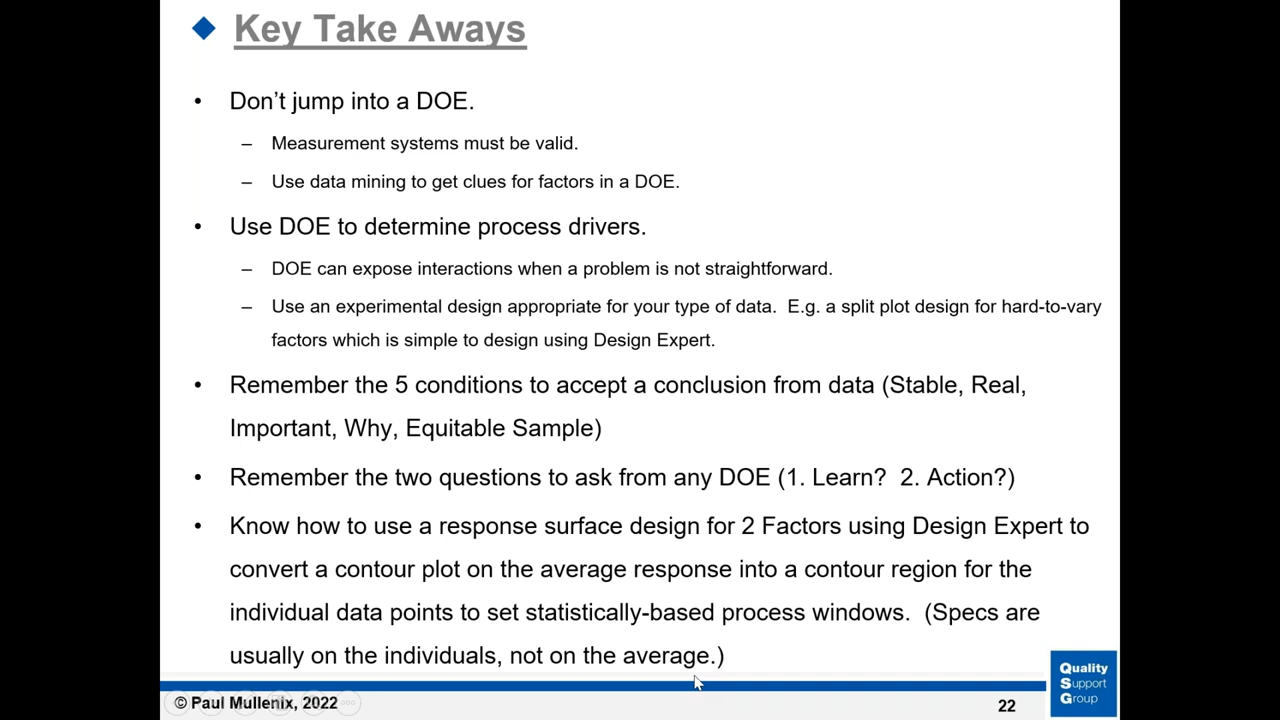 Key Take Aways
• Don’t jump into a DOE.
– Measurement systems must be valid.
– Use data mining to get clues for factors in a DOE.
• Use DOE to determine process drivers.
– DOE can expose interactions when a problem is not straightforward.
– Use an experimental design appropriate for your type of data.  E.g. a split plot design for hard-to-vary
factors which is simple to design using Design Expert.
• Remember the 5 conditions to accept a conclusion from data (Stable, Real,
Important, Why, Equitable Sample)
• Remember the two questions to ask from any DOE (1. Learn?  2. Action?)
• Know how to use a response surface design for 2 Factors using Design Expert to
convert a contour plot on the average response into a contour region for the
individual data points to set statistically-based process windows.  (Specs are
usually on the individuals, not on the average.)
© Paul Mullenix, 2022
22
Quality
Support
Group